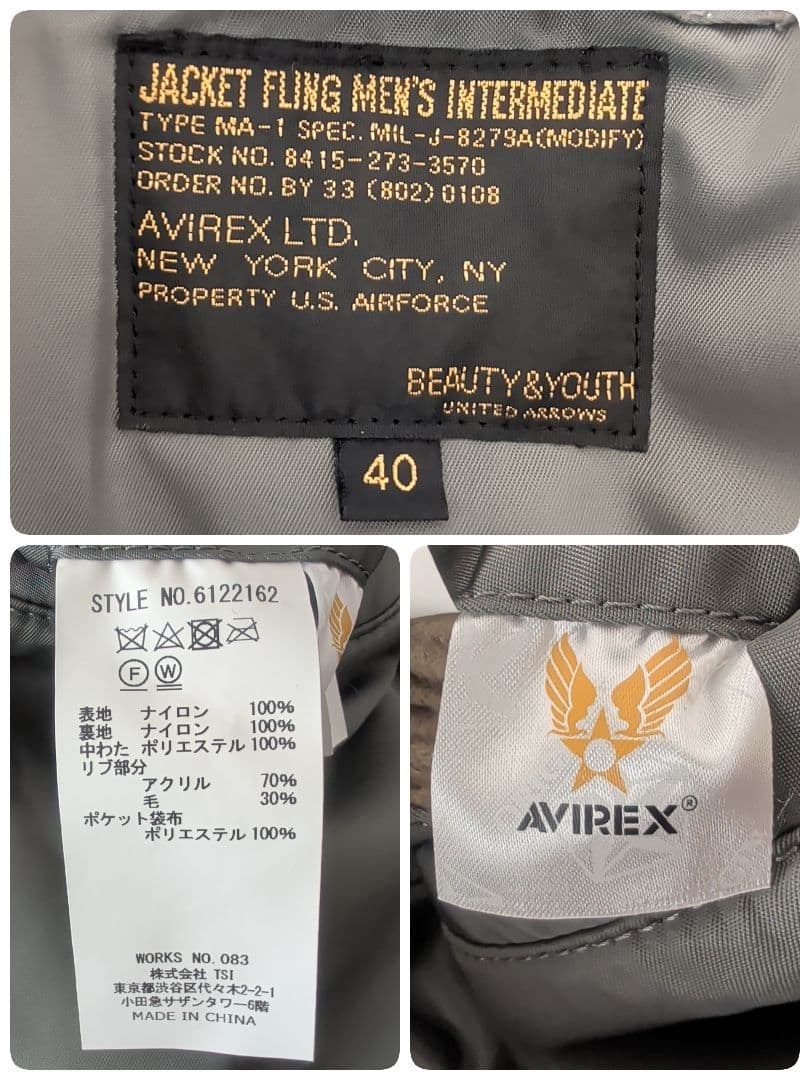 JACKET FLING MEN'S INTERMEDIATE
TYPE MA-1 SPEC. MIL-J-8279A(MODIFY)
STOCK NO. 8415-273-3570
ORDER NO. BY 33 (802) 0108
AVIREX LTD.
NEW YORK CITY, NY
PROPERTY U.S. AIRFORCE
BEAUTY&YOUTH
UNITED ARROWS
40
STYLE NO.6122162
F W
表地 ナイロン 100%
裏地 ナイロン 100%
中わた ポリエステル 100%
リブ部分
アクリル 70%
毛 30%
ポケット袋布
ポリエステル 100%
WORKS NO. 083
株式会社 TSI
東京都渋谷区代々木2-2-1
小田急サザンタワー6階
MADE IN CHINA
AVIREX®